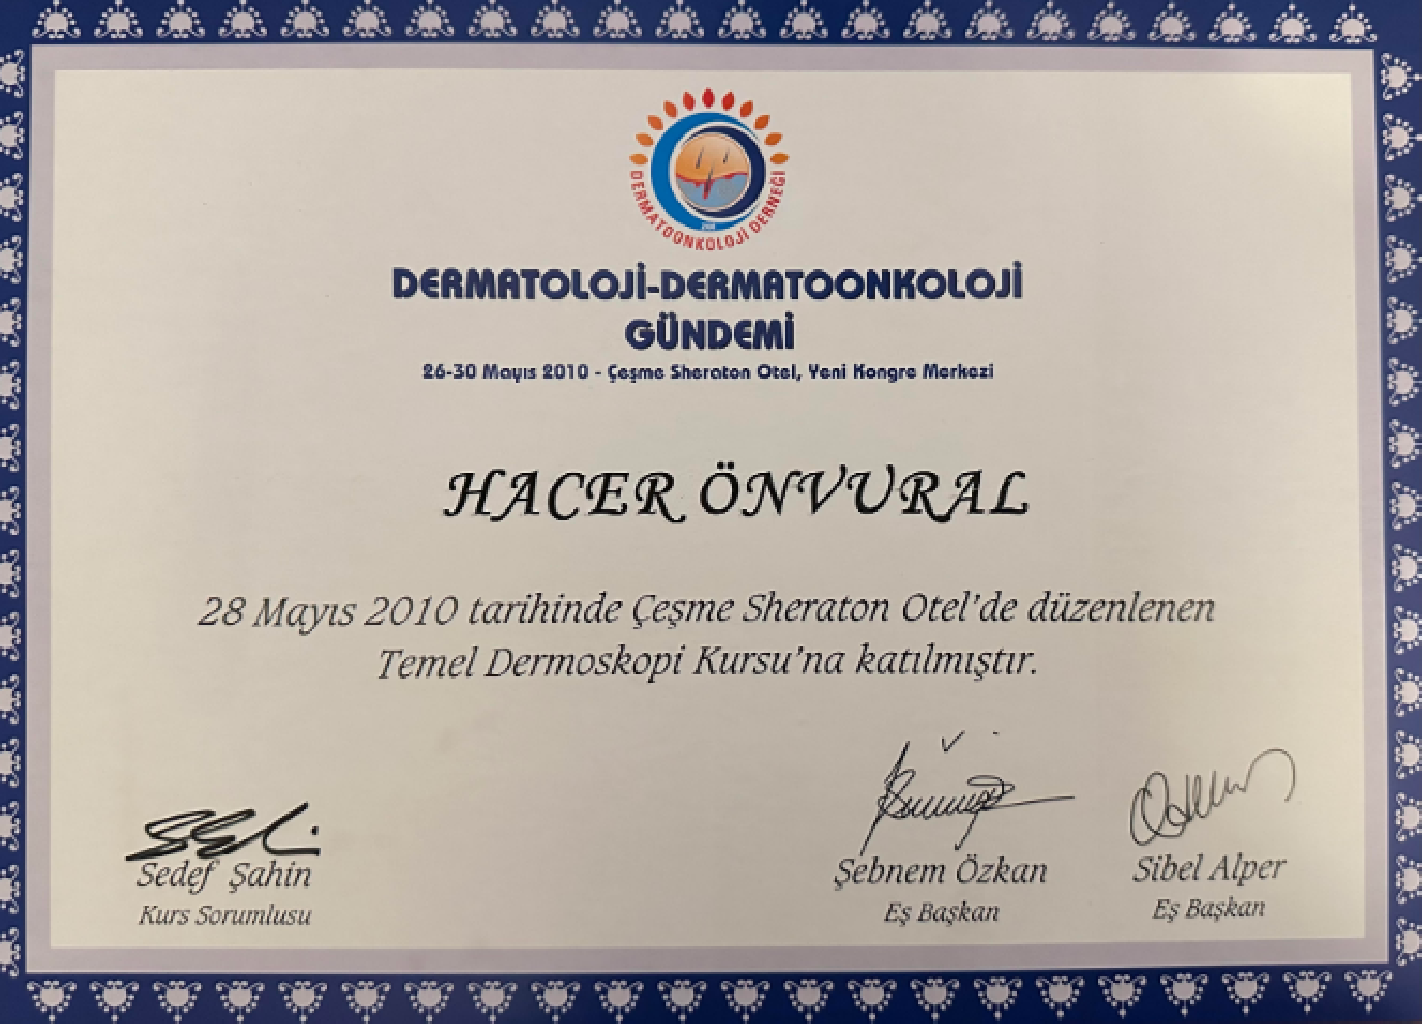 DERMATOONKOLOJİ DERNEĞİ
DERMATOLOJİ-DERMATOONKOLOJİ
GÜNDEMİ
26-30 Mayıs 2010 - Çeşme Sheraton Otel, Yeni Kongre Merkezi
HACER ÖNVURAL
28 Mayıs 2010 tarihinde Çeşme Sheraton Otel'de düzenlenen
Temel Dermoskopi Kursu'na katılmıştır.
Sedef Şahin
Kurs Sorumlusu
Şebnem Özkan
Eş Başkan
Sibel Alper
Eş Başkan